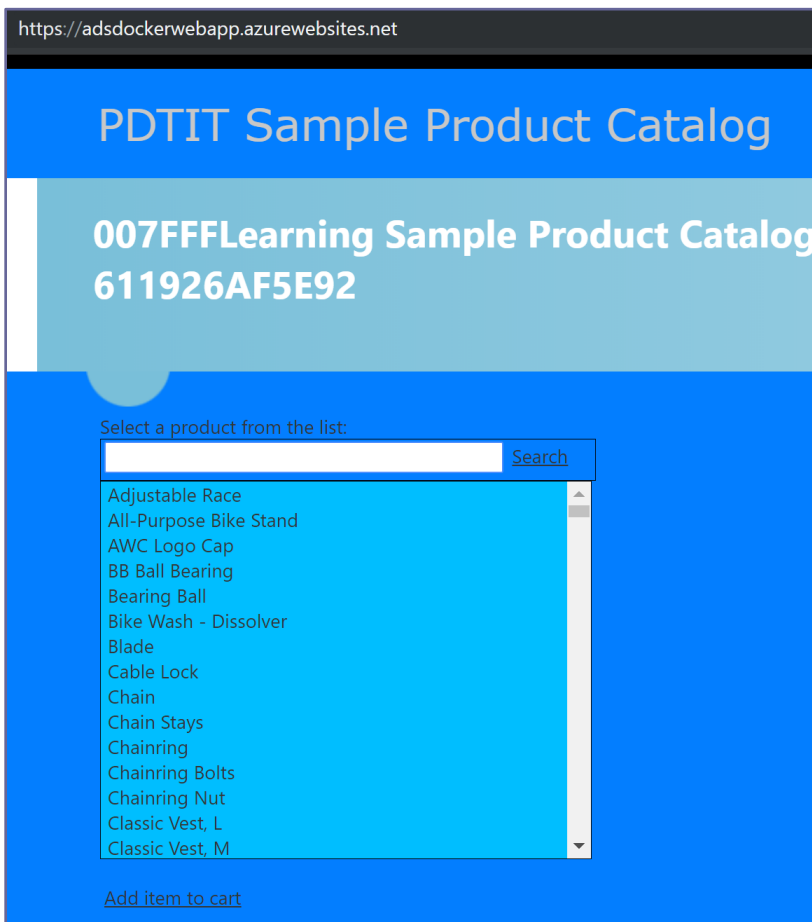 https://adsdockerwebapp.azurewebsites.net
PDTIT Sample Product Catalog
007FFFLearning Sample Product Catalog
611926AF5E92
Select a product from the list:
Search
Adjustable Race
All-Purpose Bike Stand
AWC Logo Cap
BB Ball Bearing
Bearing Ball
Bike Wash - Dissolver
Blade
Cable Lock
Chain
Chain Stays
Chainring
Chainring Bolts
Chainring Nut
Classic Vest, L
Classic Vest, M
Add item to cart